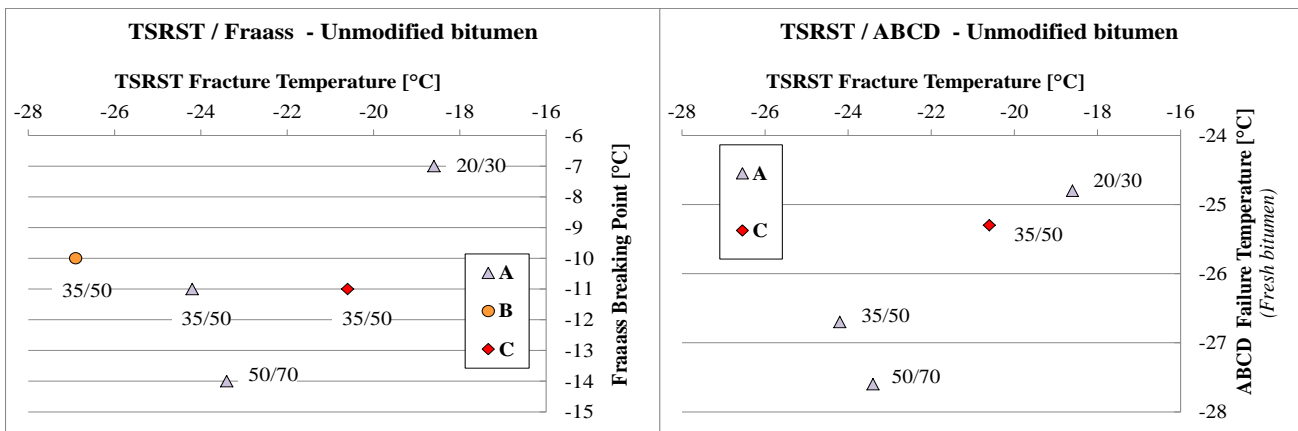 TSRST / Fraass - Unmodified bitumen
TSRST Fracture Temperature [°C]
-28 -26 -24 -22 -20 -18 -16
-6
-7
-8
-9
-10
-11
-12
-13
-14
-15
Fraaass Breaking Point [°C]
20/30
35/50
35/50
35/50
50/70
A
B
C
TSRST / ABCD - Unmodified bitumen
TSRST Fracture Temperature [°C]
-28 -26 -24 -22 -20 -18 -16
-24
-25
-26
-27
-28
ABCD Failure Temperature [°C]
(Fresh bitumen)
A
C
20/30
35/50
35/50
50/70